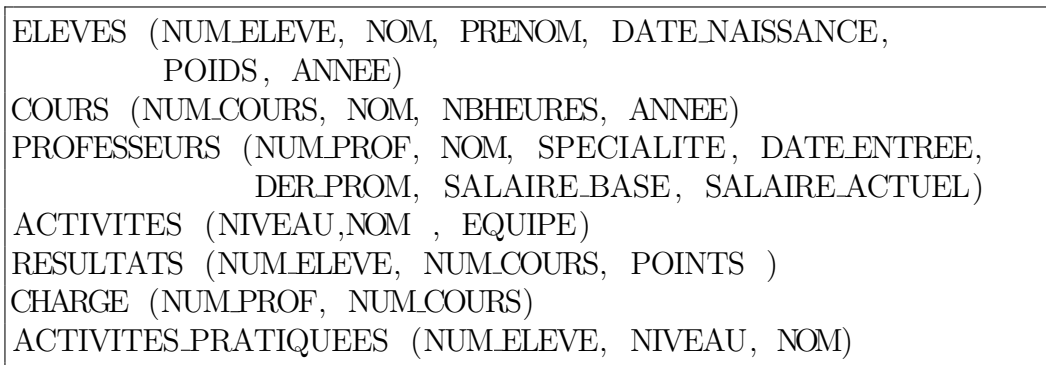 ELEVES (NUM_ELEVE, NOM, PRENOM, DATE_NAISSANCE,
POIDS, ANNEE)
COURS (NUM_COURS, NOM, NBHEURES, ANNEE)
PROFESSEURS (NUM_PROF, NOM, SPECIALITE, DATE_ENTREE,
DER_PROM, SALAIRE_BASE, SALAIRE_ACTUEL)
ACTIVITES (NIVEAU,NOM , EQUIPE)
RESULTATS (NUM_ELEVE, NUM_COURS, POINTS )
CHARGE (NUM_PROF, NUM_COURS)
ACTIVITES_PRATIQUEES (NUM_ELEVE, NIVEAU, NOM)